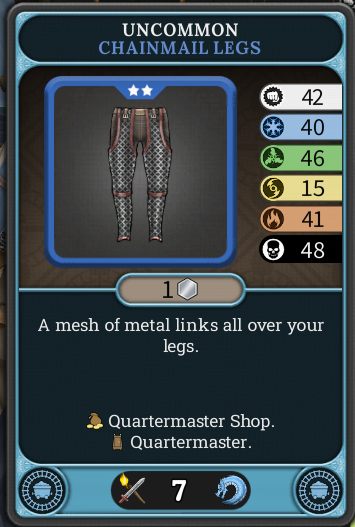 UNCOMMON
CHAINMAIL LEGS
42
40
46
15
41
48
1
A mesh of metal links all over your
legs.
Quartermaster Shop.
Quartermaster.
7